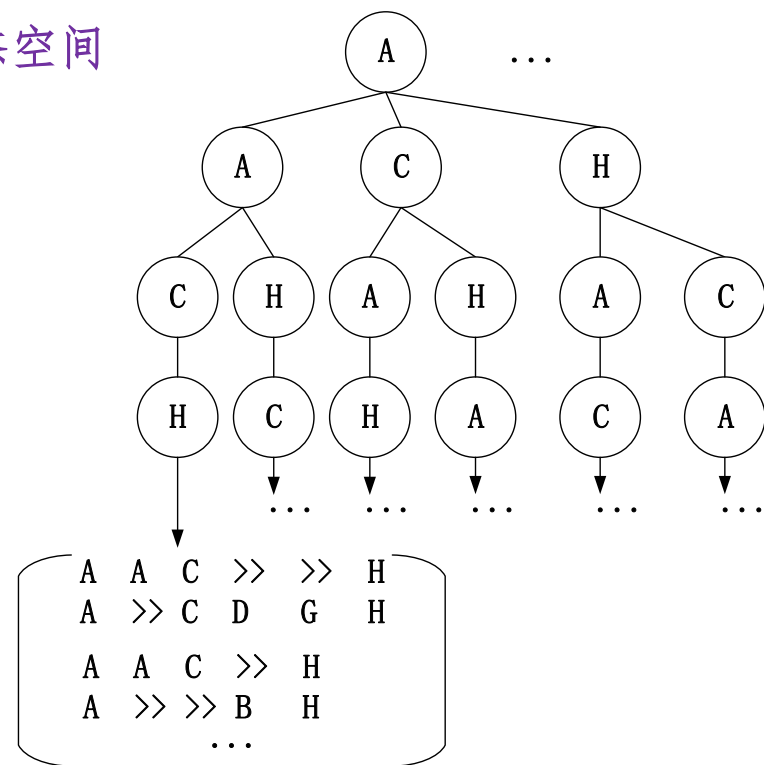 空间
A ...
A C H
C H A H A C
H C H A C A
... ... ... ... ...
A A C >> >> H
A >> C D G H
A A C >> H
A >> >> B H
...